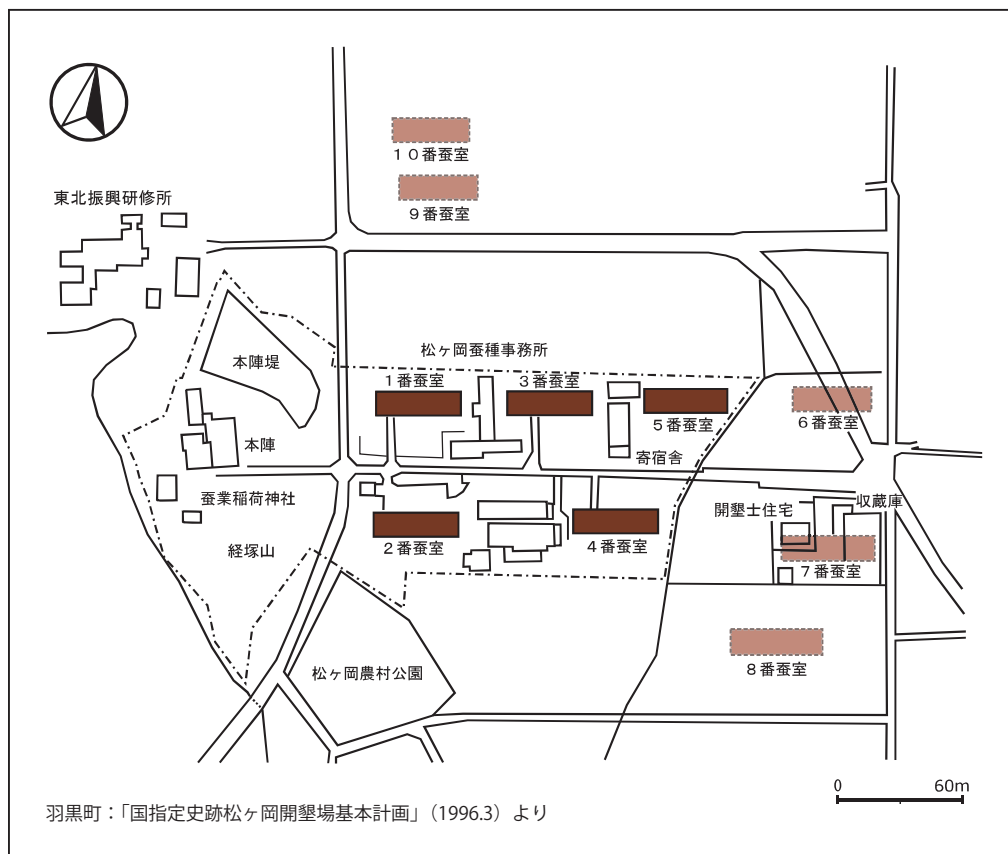 １０番蚕室
９番蚕室
東北振興研修所
松ヶ岡蚕種事務所
本陣堤
１番蚕室
３番蚕室
５番蚕室
６番蚕室
本陣
寄宿舎
蚕業稲荷神社
開墾士住宅
収蔵庫
２番蚕室
４番蚕室
経塚山
７番蚕室
松ヶ岡農村公園
８番蚕室
0 60m
羽黒町：「国指定史跡松ヶ岡開墾場基本計画」（1996.3）より